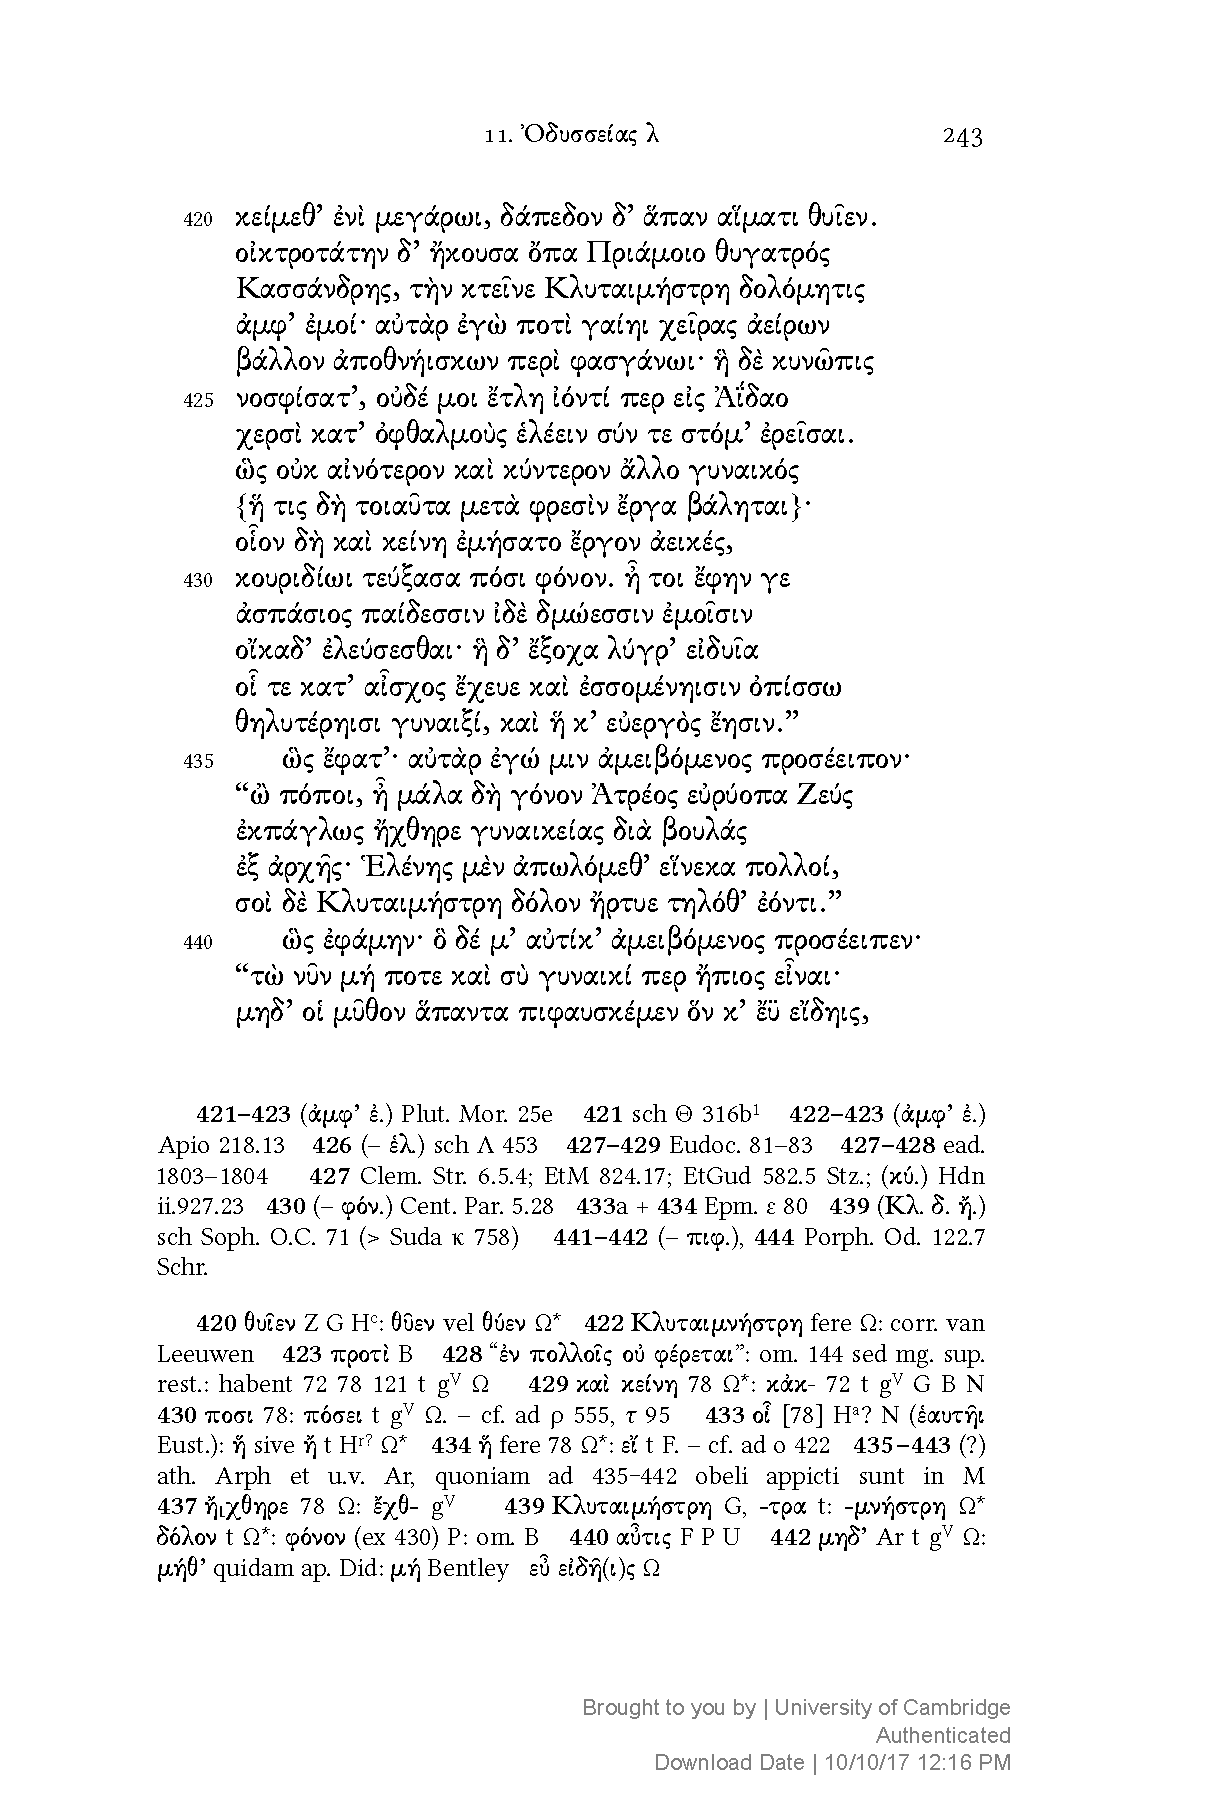 11. Ὀδυσσείας λ 243
420 κείμεθ’ ἐνὶ μεγάρωι, δάπεδον δ’ ἅπαν αἵματι θυῖεν.
οἰκτροτάτην δ’ ἤκουσα ὄπα Πριάμοιο θυγατρός
Κασσάνδρης, τὴν κτεῖνε Κλυταιμήστρη δολόμητις
ἀμφ’ ἐμοί· αὐτὰρ ἐγὼ ποτὶ γαίηι χεῖρας ἀείρων
βάλλον ἀποθνήισκων περὶ φασγάνωι· ἣ δὲ κυνῶπις
425 νοσφίσατ’, οὐδέ μοι ἔτλη ἰόντί περ εἰς Ἀΐδαο
χερσὶ κατ’ ὀφθαλμοὺς ἑλέειν σύν τε στόμ’ ἐρεῖσαι.
ὣς οὐκ αἰνότερον καὶ κύντερον ἄλλο γυναικός
{ἥ τις δὴ τοιαῦτα μετὰ φρεσὶν ἔργα βάληται}·
οἷον δὴ καὶ κείνη ἐμήσατο ἔργον ἀεικές,
430 κουριδίωι τεύξασα πόσι φόνον. ἦ τοι ἔφην γε
ἀσπάσιος παίδεσσιν ἰδὲ δμώεσσιν ἐμοῖσιν
οἴκαδ’ ἐλεύσεσθαι· ἣ δ’ ἔξοχα λύγρ’ εἰδυῖα
οἷ τε κατ’ αἶσχος ἔχευε καὶ ἐσσομένηισιν ὀπίσσω
θηλυτέρηισι γυναιξί, καὶ ἥ κ’ εὐεργὸς ἔησιν.”
435 ὣς ἔφατ’· αὐτὰρ ἐγώ μιν ἀμειβόμενος προσέειπον·
“ὢ πόποι, ἦ μάλα δὴ γόνον Ἀτρέος εὐρύοπα Ζεύς
ἐκπάγλως ἤχθηρε γυναικείας διὰ βουλάς
ἐξ ἀρχῆς· Ἑλένης μὲν ἀπωλόμεθ’ εἵνεκα πολλοί,
σοὶ δὲ Κλυταιμήστρη δόλον ἤρτυε τηλόθ’ ἐόντι.”
440 ὣς ἐφάμην· ὃ δέ μ’ αὐτίκ’ ἀμειβόμενος προσέειπεν·
“τὼ νῦν μή ποτε καὶ σὺ γυναικί περ ἤπιος εἶναι·
μηδ’ οἱ μῦθον ἅπαντα πιφαυσκέμεν ὅν κ’ ἔϋ εἴδηις,
421–423 (ἀμφ’ ἐ.) Plut. Mor. 25e 421 sch Θ 316b¹ 422–423 (ἀμφ’ ἐ.)
Apio 218.13 426 (– ἑλ.) sch Λ 453 427–429 Eudoc. 81–83 427–428 ead.
1803–1804 427 Clem. Str. 6.5.4; EtM 824.17; EtGud 582.5 Stz.; (κύ.) Hdn
ii.927.23 430 (– φόν.) Cent. Par. 5.28 433a + 434 Epm. ε 80 439 (Κλ. δ. ἤ.)
sch Soph. O.C. 71 (> Suda κ 758) 441–442 (– πιφ.), 444 Porph. Od. 122.7
Schr.
420 θυῖεν Z G Hᶜ: θῦεν vel θύεν Ω* 422 Κλυταιμνήστρη fere Ω: corr. van
Leeuwen 423 προτὶ B 428 “ἐν πολλοῖς οὐ φέρεται”: om. 144 sed mg. sup.
rest.: habent 72 78 121 t gⱽ Ω 429 καὶ κείνη 78 Ω*: κἀκ- 72 t gⱽ G B N
430 ποσι 78: πόσει t gⱽ Ω. – cf. ad ρ 555, τ 95 433 οἷ [78] Hᵃ? N (ἑαυτῆι
Eust.): ἥ sive ἤ t Hʳ? Ω* 434 ἥ fere 78 Ω*: εἴ t F. – cf. ad ο 422 435–443 (?)
ath. Arph et u.v. Ar, quoniam ad 435–442 obeli appicti sunt in M
437 ἤ̣ι̣χθηρε 78 Ω: ἔχθ- gⱽ 439 Κλυταιμήστρη G, -τρα t: -μνήστρη Ω*
δόλον t Ω*: φόνον (ex 430) P: om. B 440 αὖτις F P U 442 μηδ’ Ar t gⱽ Ω:
μήθ’ quidam ap. Did: μή Bentley εὖ εἰδῆ(ι)ς Ω
Brought to you by | University of Cambridge
Authenticated
Download Date | 10/10/17 12:16 PM